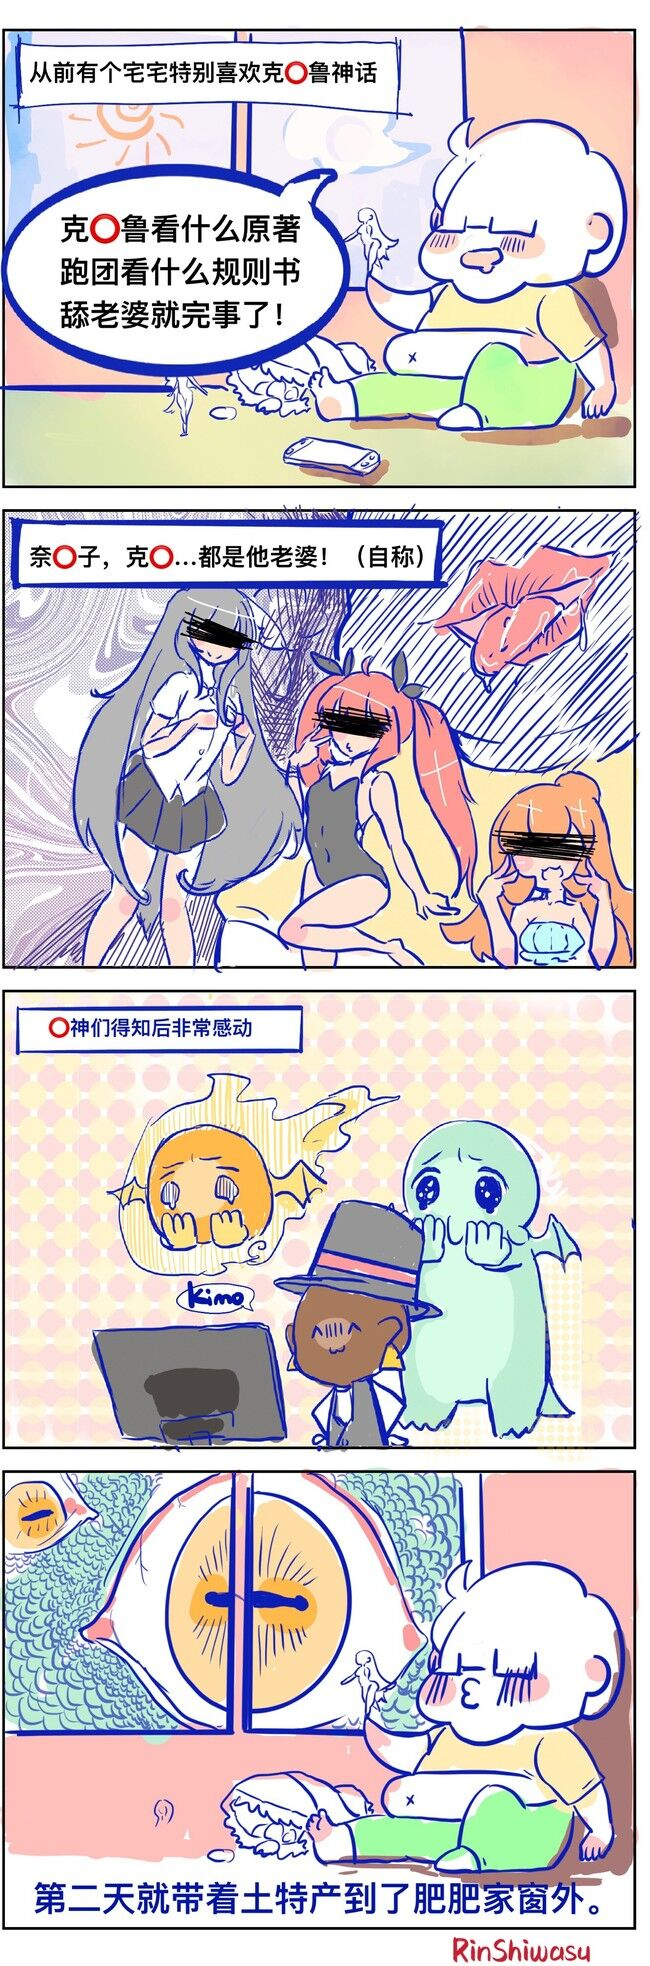 从前有个宅宅特别喜欢克⭕鲁神话
克⭕鲁看什么原著
跑团看什么规则书
舔老婆就完事了！
奈⭕子，克⭕…都是他老婆！（自称）
⭕神们得知后非常感动
kimo
第二天就带着土特产到了肥肥家窗外。
RinShiwasu